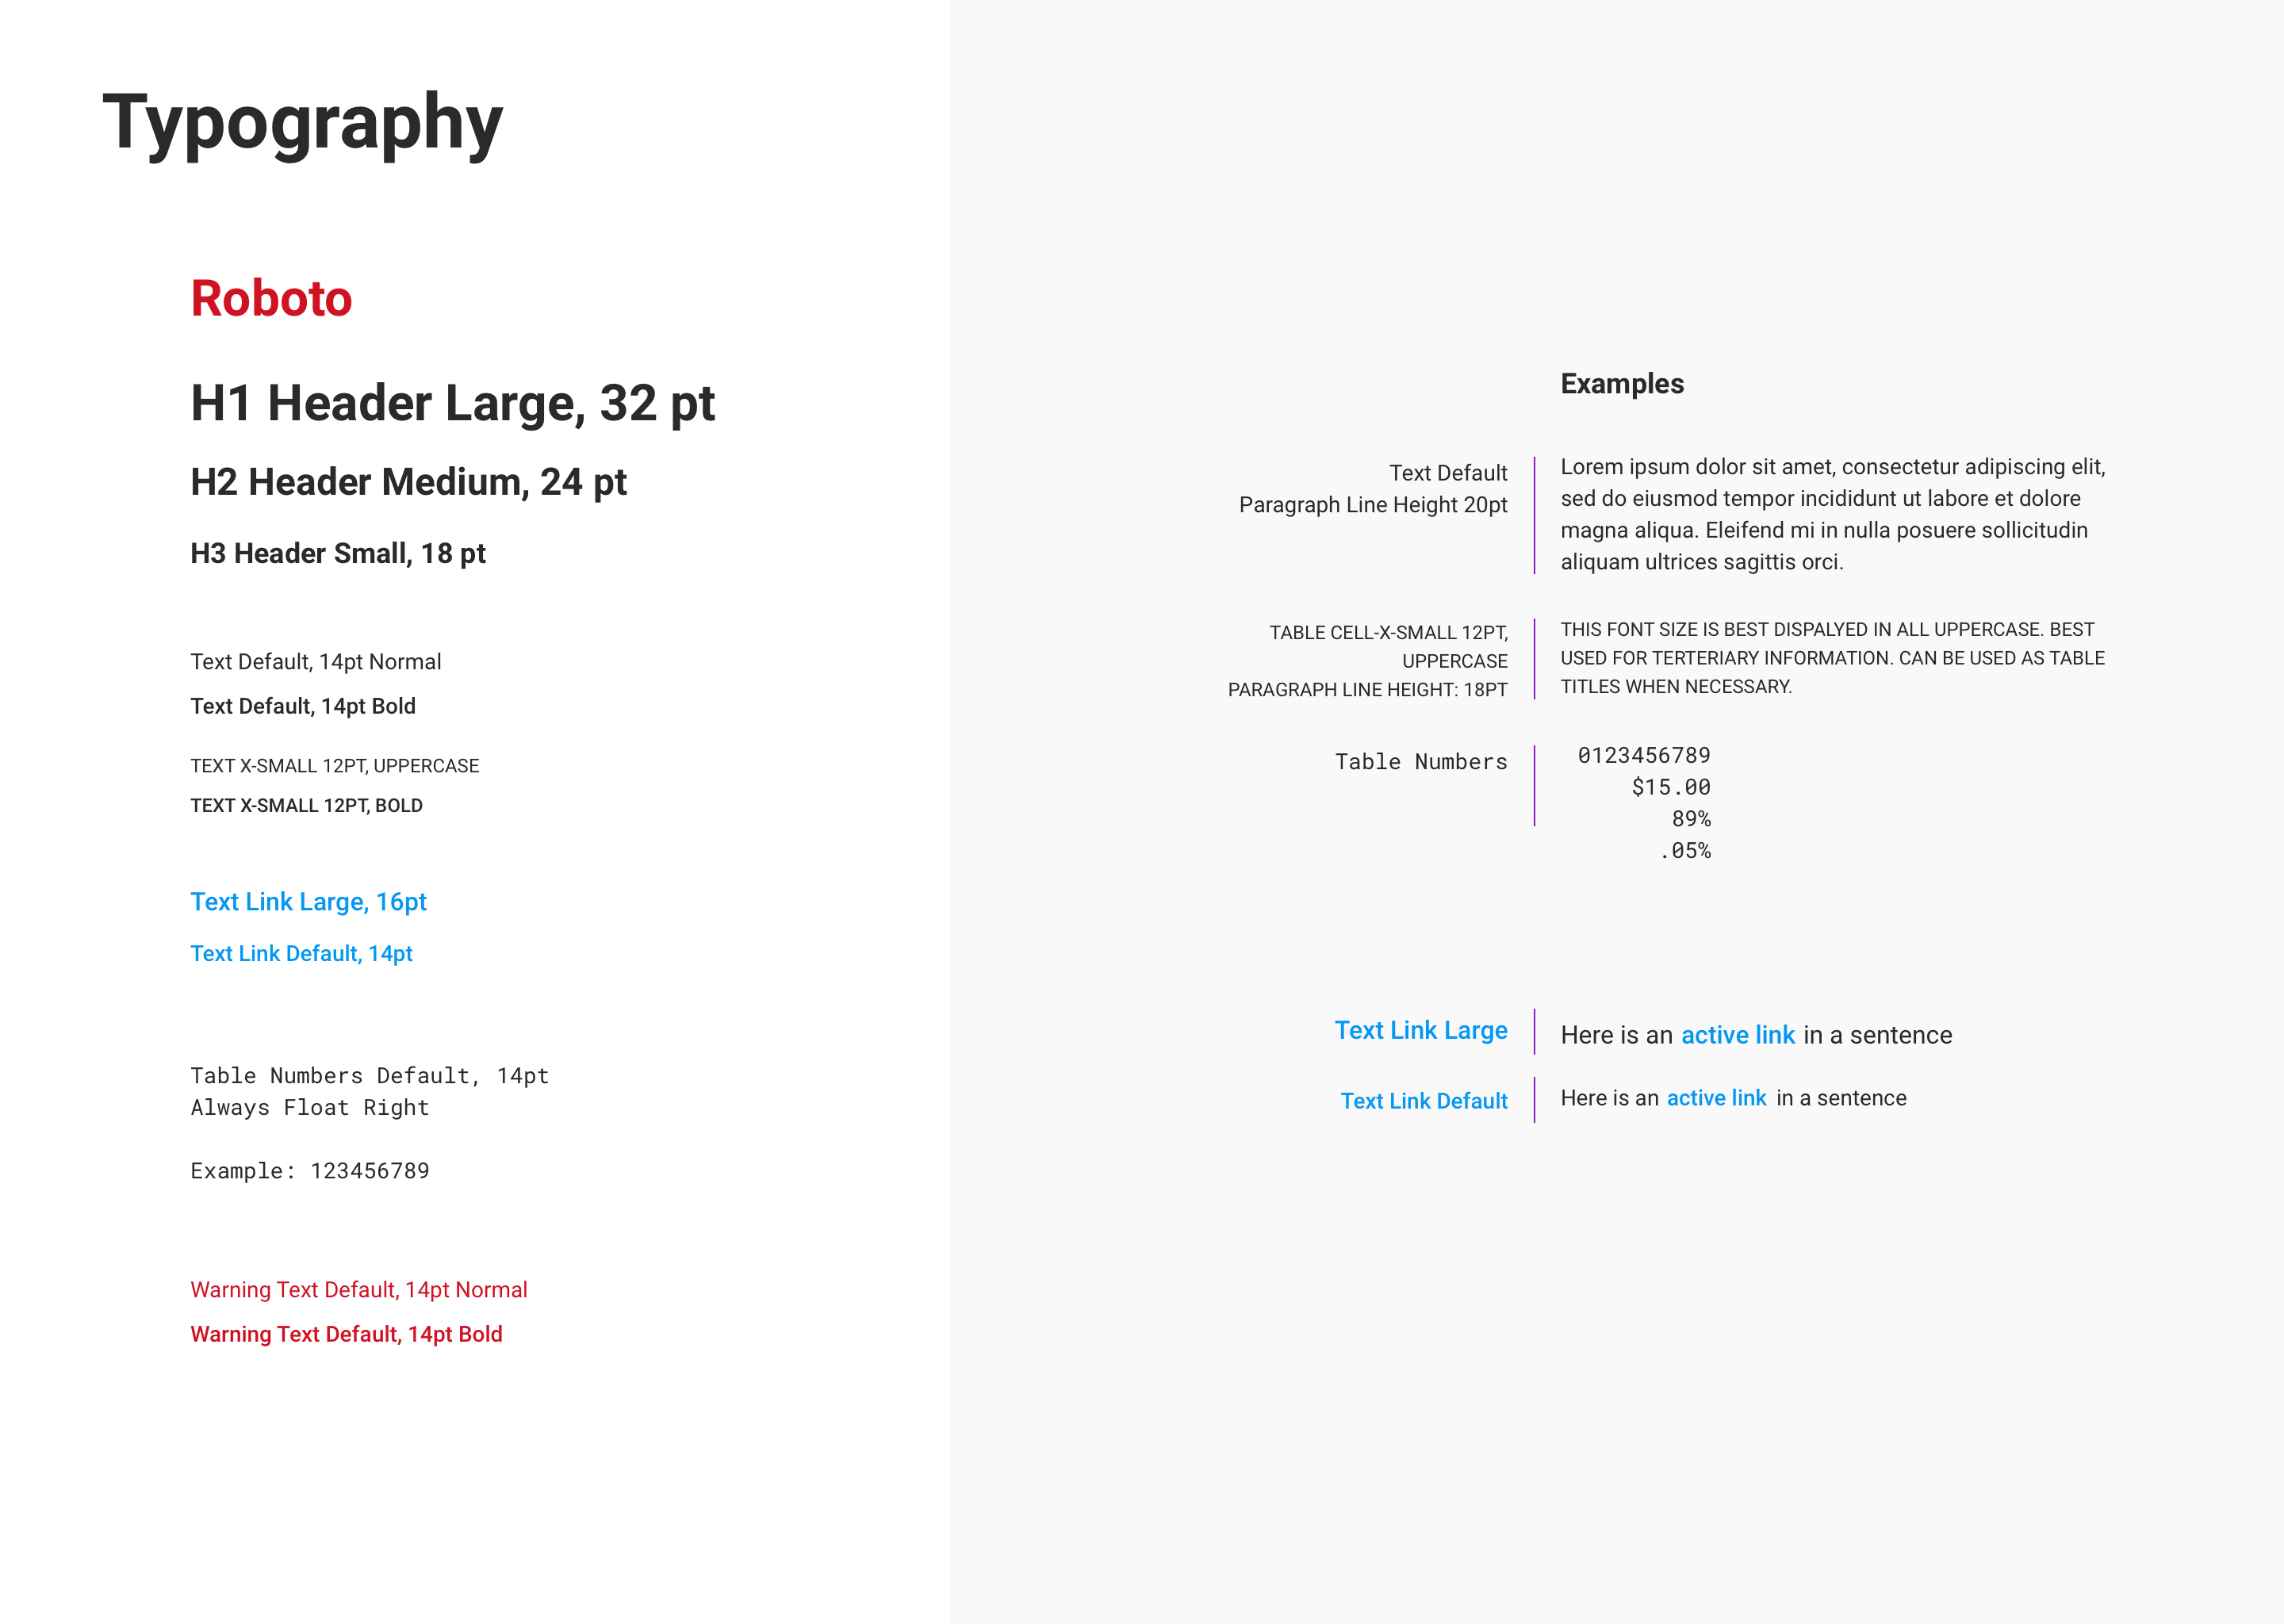 Typography
Roboto
H1 Header Large, 32 pt
H2 Header Medium, 24 pt
H3 Header Small, 18 pt
Text Default, 14pt Normal
Text Default, 14pt Bold
TEXT X-SMALL 12PT, UPPERCASE
TEXT X-SMALL 12PT, BOLD
Text Link Large, 16pt
Text Link Default, 14pt
Table Numbers Default, 14pt
Always Float Right
Example: 123456789
Warning Text Default, 14pt Normal
Warning Text Default, 14pt Bold
Examples
Text Default
Paragraph Line Height 20pt
Lorem ipsum dolor sit amet, consectetur adipiscing elit,
sed do eiusmod tempor incididunt ut labore et dolore
magna aliqua. Eleifend mi in nulla posuere sollicitudin
aliquam ultrices sagittis orci.
TABLE CELL-X-SMALL 12PT,
UPPERCASE
PARAGRAPH LINE HEIGHT: 18PT
THIS FONT SIZE IS BEST DISPALYED IN ALL UPPERCASE. BEST
USED FOR TERTERIARY INFORMATION. CAN BE USED AS TABLE
TITLES WHEN NECESSARY.
Table Numbers
0123456789
$15.00
89%
.05%
Text Link Large
Here is an active link in a sentence
Text Link Default
Here is an active link in a sentence